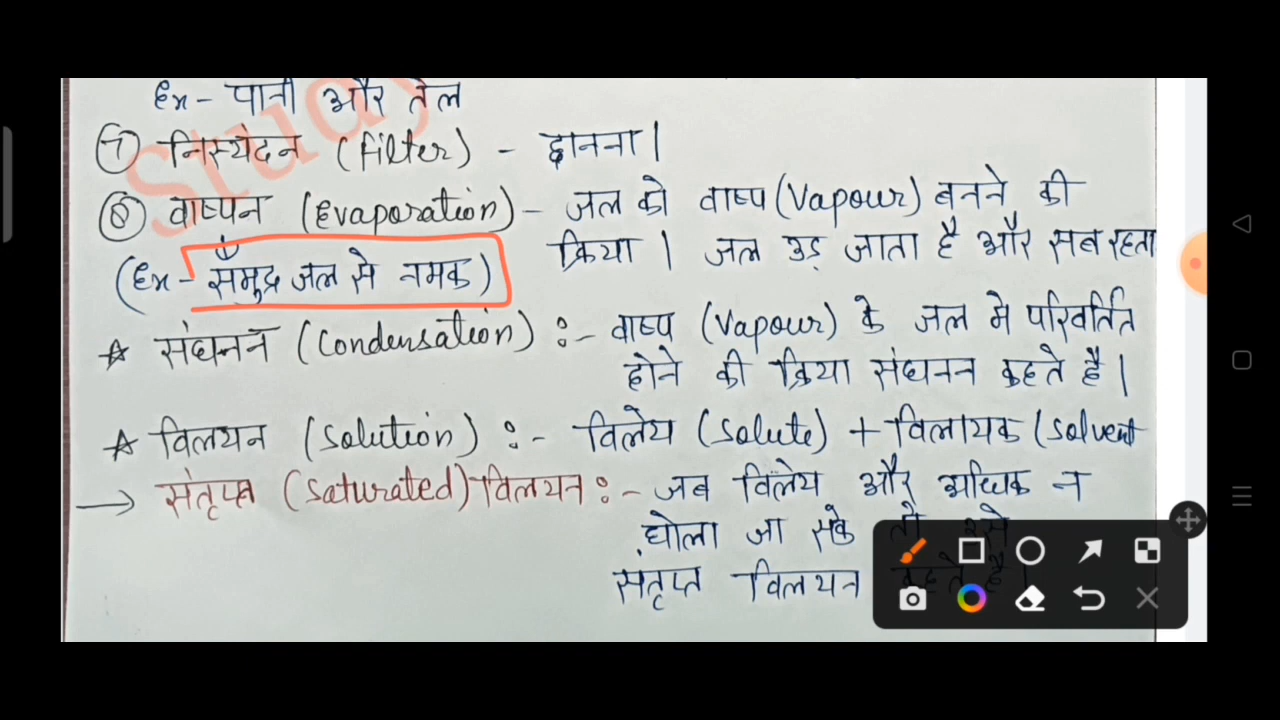 Ex - पानी और तेल
Study
⑦ निस्यंदन (Filter) - छानना।
⑧ वाष्पन (Evaporation) - जल को वाष्प (Vapour) बनने की
क्रिया। जल उड़ जाता है और सब रहता
(Ex - समुद्र जल से नमक)
☆ संघनन (Condensation) :- वाष्प (Vapour) के जल मे परिवर्तित
होने की क्रिया संघनन कहते है।
☆ विलयन (Solution) :- विलेय (Solute) + विलायक (Solvent
→ संतृप्त (Saturated) विलयन :- जब विलेय और अधिक न
घोला जा सके तो
संतृप्त विलयन